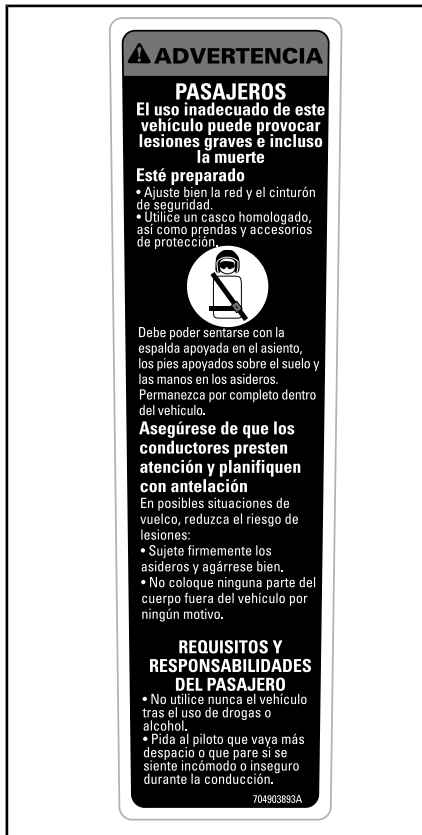 ADVERTENCIA
PASAJEROS
El uso inadecuado de este
vehículo puede provocar
lesiones graves e incluso
la muerte
Esté preparado
• Ajuste bien la red y el cinturón
de seguridad.
• Utilice un casco homologado,
así como prendas y accesorios
de protección.
Debe poder sentarse con la
espalda apoyada en el asiento,
los pies apoyados sobre el suelo y
las manos en los asideros.
Permanezca por completo dentro
del vehículo.
Asegúrese de que los
conductores presten
atención y planifiquen
con antelación
En posibles situaciones de
vuelco, reduzca el riesgo de
lesiones:
• Sujete firmemente los
asideros y agárrese bien.
• No coloque ninguna parte del
cuerpo fuera del vehículo por
ningún motivo.
REQUISITOS Y
RESPONSABILIDADES
DEL PASAJERO
• No utilice nunca el vehículo
tras el uso de drogas o
alcohol.
• Pida al piloto que vaya más
despacio o que pare si se
siente incómodo o inseguro
durante la conducción.
704903893A